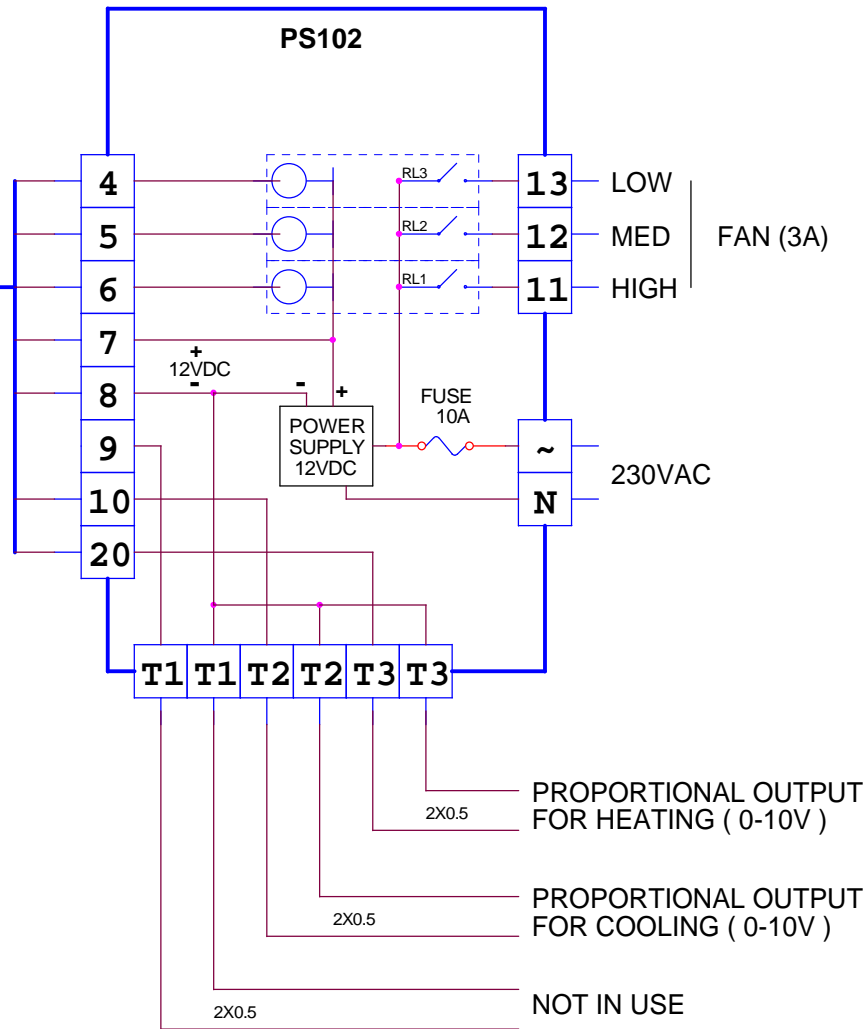 PS102
4
5
6
7
8
9
10
20
RL3
RL2
RL1
13
12
11
LOW
MED
HIGH
FAN (3A)
+
12VDC
-
-
+
POWER
SUPPLY
12VDC
FUSE
10A
~
N
230VAC
T1 T1 T2 T2 T3 T3
2X0.5
PROPORTIONAL OUTPUT
FOR HEATING ( 0-10V )
2X0.5
PROPORTIONAL OUTPUT
FOR COOLING ( 0-10V )
2X0.5
NOT IN USE